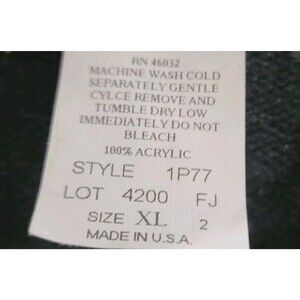 RN 46032
MACHINE WASH COLD
SEPARATELY GENTLE
CYLCE REMOVE AND
TUMBLE DRY LOW
IMMEDIATELY DO NOT
BLEACH
100% ACRYLIC
STYLE 1P77
LOT 4200 FJ
SIZE XL 2
MADE IN U.S.A.